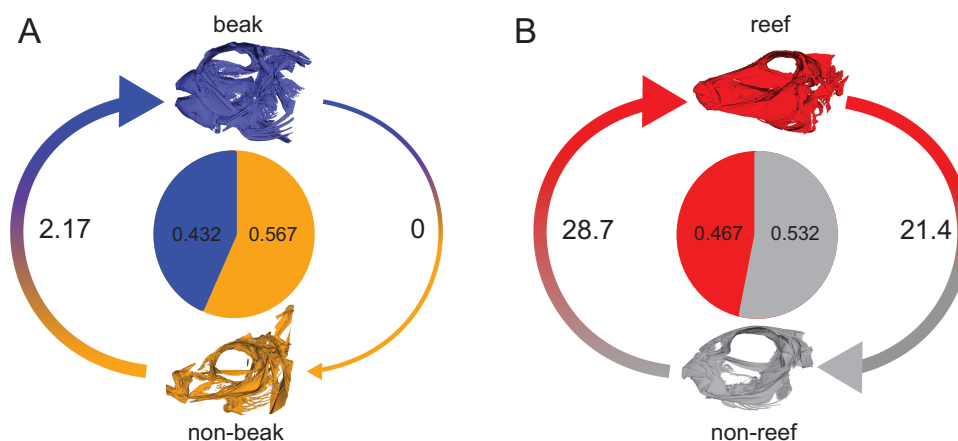 A
beak
2.17
0.432
0.567
0
non-beak
B
reef
28.7
0.467
0.532
21.4
non-reef